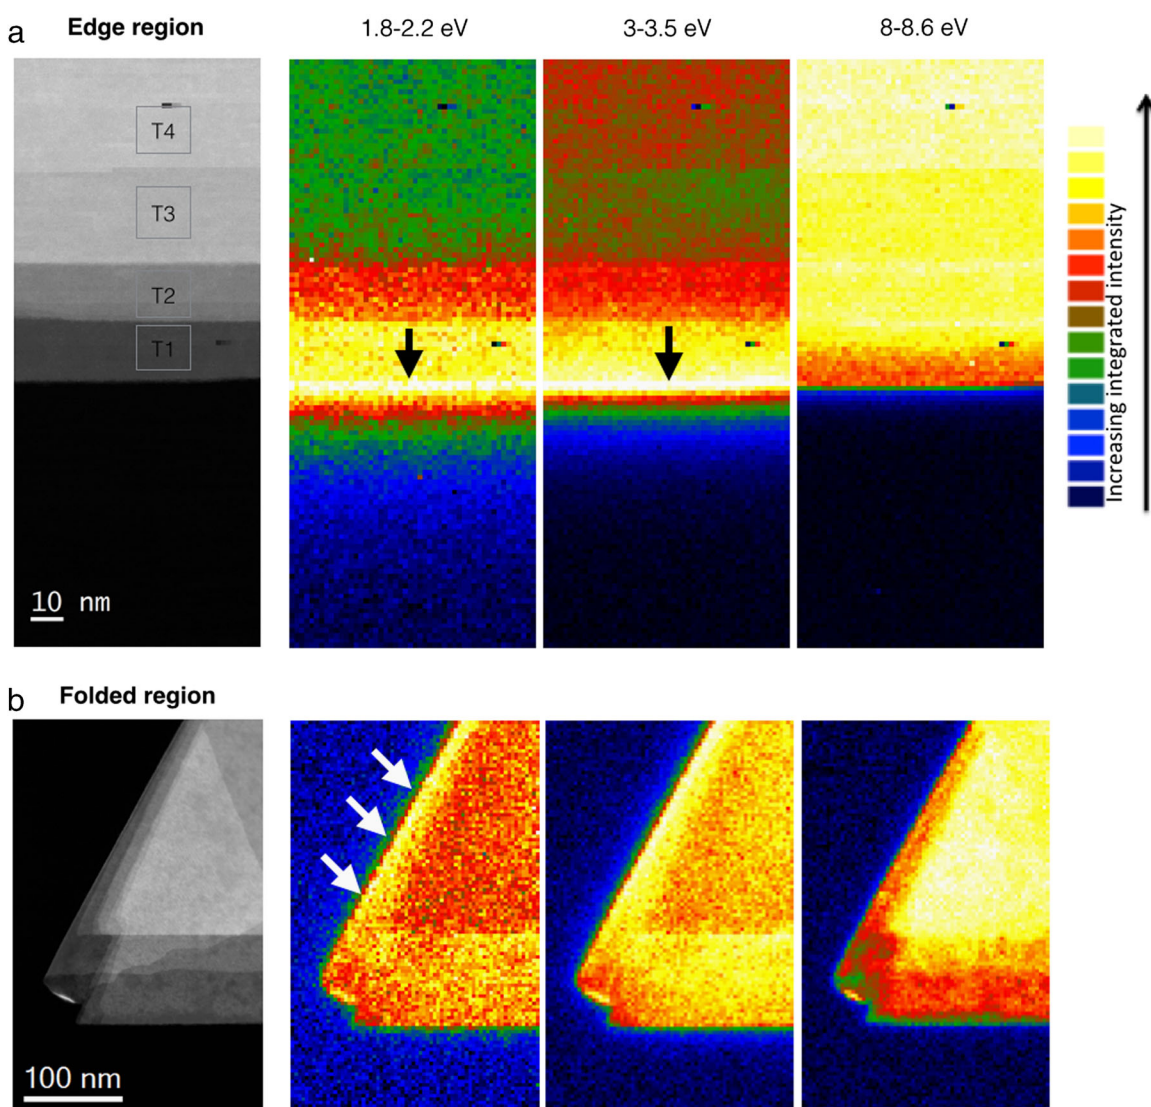 a
Edge region
1.8-2.2 eV
3-3.5 eV
8-8.6 eV
T4
T3
T2
T1
10 nm
Increasing integrated intensity
b
Folded region
100 nm